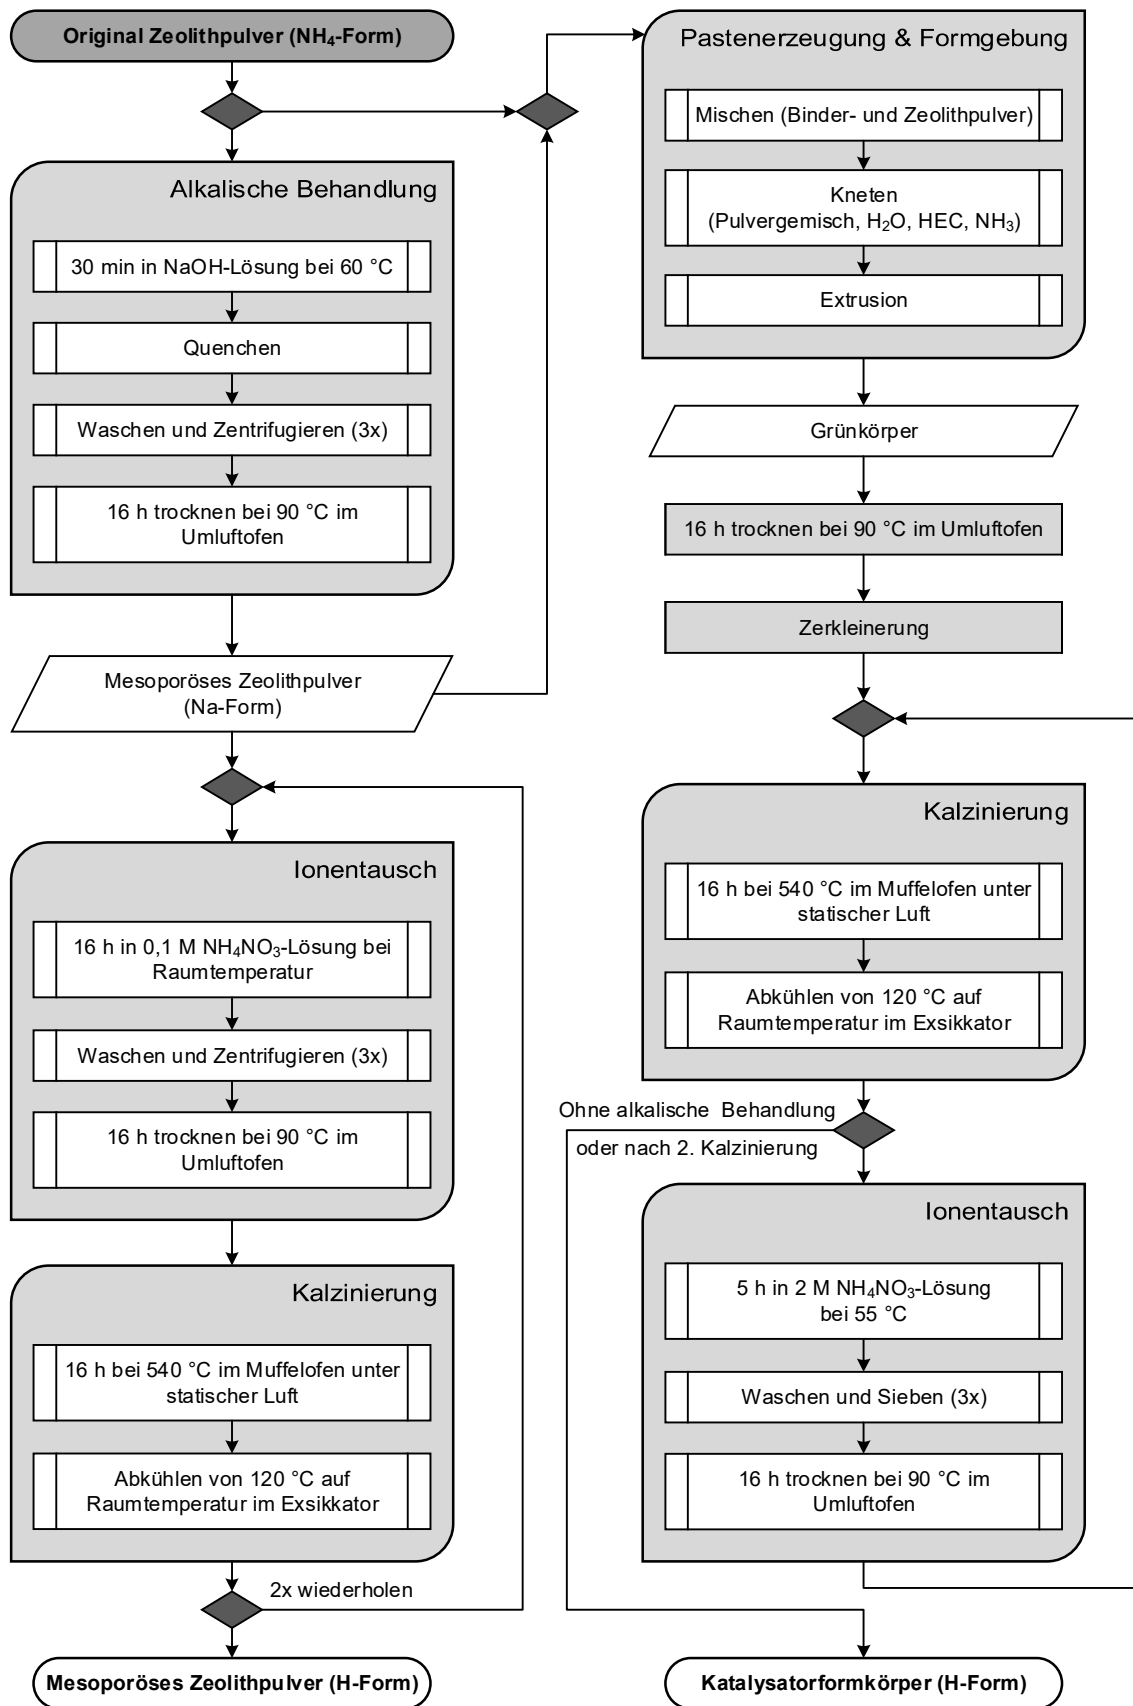 Original Zeolithpulver (NH₄-Form)
Alkalische Behandlung
30 min in NaOH-Lösung bei 60 °C
Quenchen
Waschen und Zentrifugieren (3x)
16 h trocknen bei 90 °C im
Umluftofen
Mesoporöses Zeolithpulver
(Na-Form)
Ionentausch
16 h in 0,1 M NH₄NO₃-Lösung bei
Raumtemperatur
Waschen und Zentrifugieren (3x)
16 h trocknen bei 90 °C im
Umluftofen
Kalzinierung
16 h bei 540 °C im Muffelofen unter
statischer Luft
Abkühlen von 120 °C auf
Raumtemperatur im Exsikkator
2x wiederholen
Mesoporöses Zeolithpulver (H-Form)
Pastenerzeugung & Formgebung
Mischen (Binder- und Zeolithpulver)
Kneten
(Pulvergemisch, H₂O, HEC, NH₃)
Extrusion
Grünkörper
16 h trocknen bei 90 °C im Umluftofen
Zerkleinerung
Kalzinierung
16 h bei 540 °C im Muffelofen unter
statischer Luft
Abkühlen von 120 °C auf
Raumtemperatur im Exsikkator
Ohne alkalische Behandlung
oder nach 2. Kalzinierung
Ionentausch
5 h in 2 M NH₄NO₃-Lösung
bei 55 °C
Waschen und Sieben (3x)
16 h trocknen bei 90 °C im
Umluftofen
Katalysatorformkörper (H-Form)